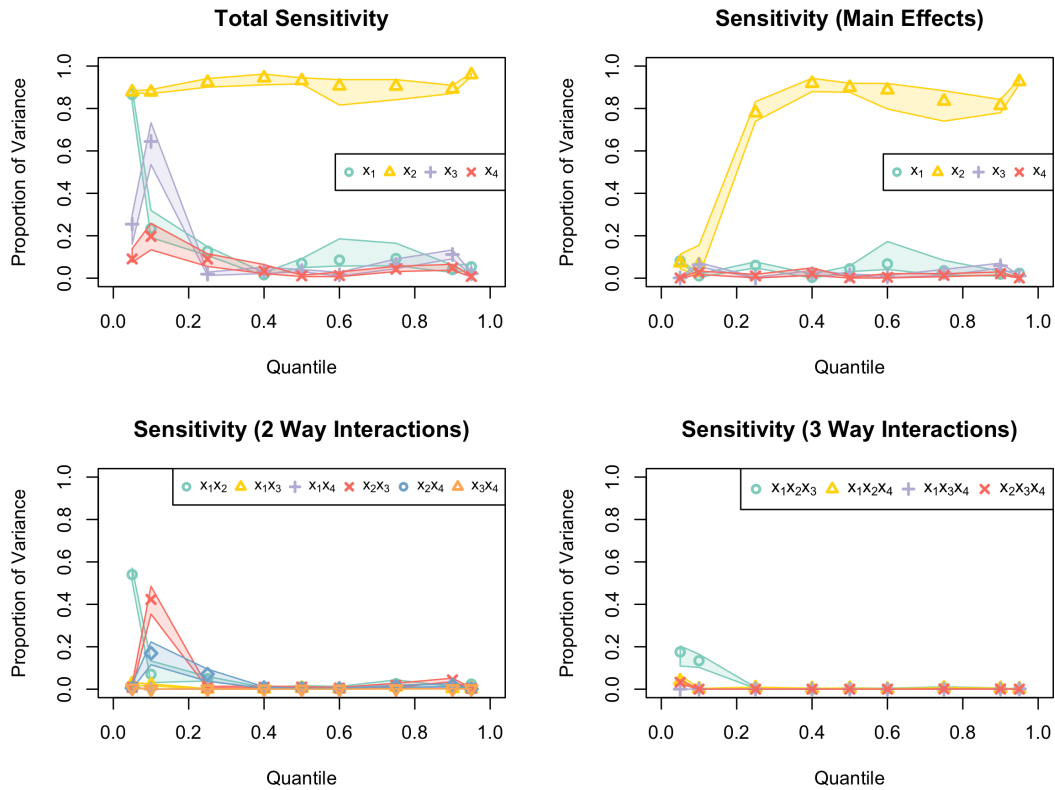 Total Sensitivity
Proportion of Variance
0.0 0.2 0.4 0.6 0.8 1.0
x1 x2 x3 x4
0.0 0.2 0.4 0.6 0.8 1.0
Quantile
Sensitivity (Main Effects)
Proportion of Variance
0.0 0.2 0.4 0.6 0.8 1.0
x1 x2 x3 x4
0.0 0.2 0.4 0.6 0.8 1.0
Quantile
Sensitivity (2 Way Interactions)
Proportion of Variance
0.0 0.2 0.4 0.6 0.8 1.0
x1x2 x1x3 x1x4 x2x3 x2x4 x3x4
0.0 0.2 0.4 0.6 0.8 1.0
Quantile
Sensitivity (3 Way Interactions)
Proportion of Variance
0.0 0.2 0.4 0.6 0.8 1.0
x1x2x3 x1x2x4 x1x3x4 x2x3x4
0.0 0.2 0.4 0.6 0.8 1.0
Quantile